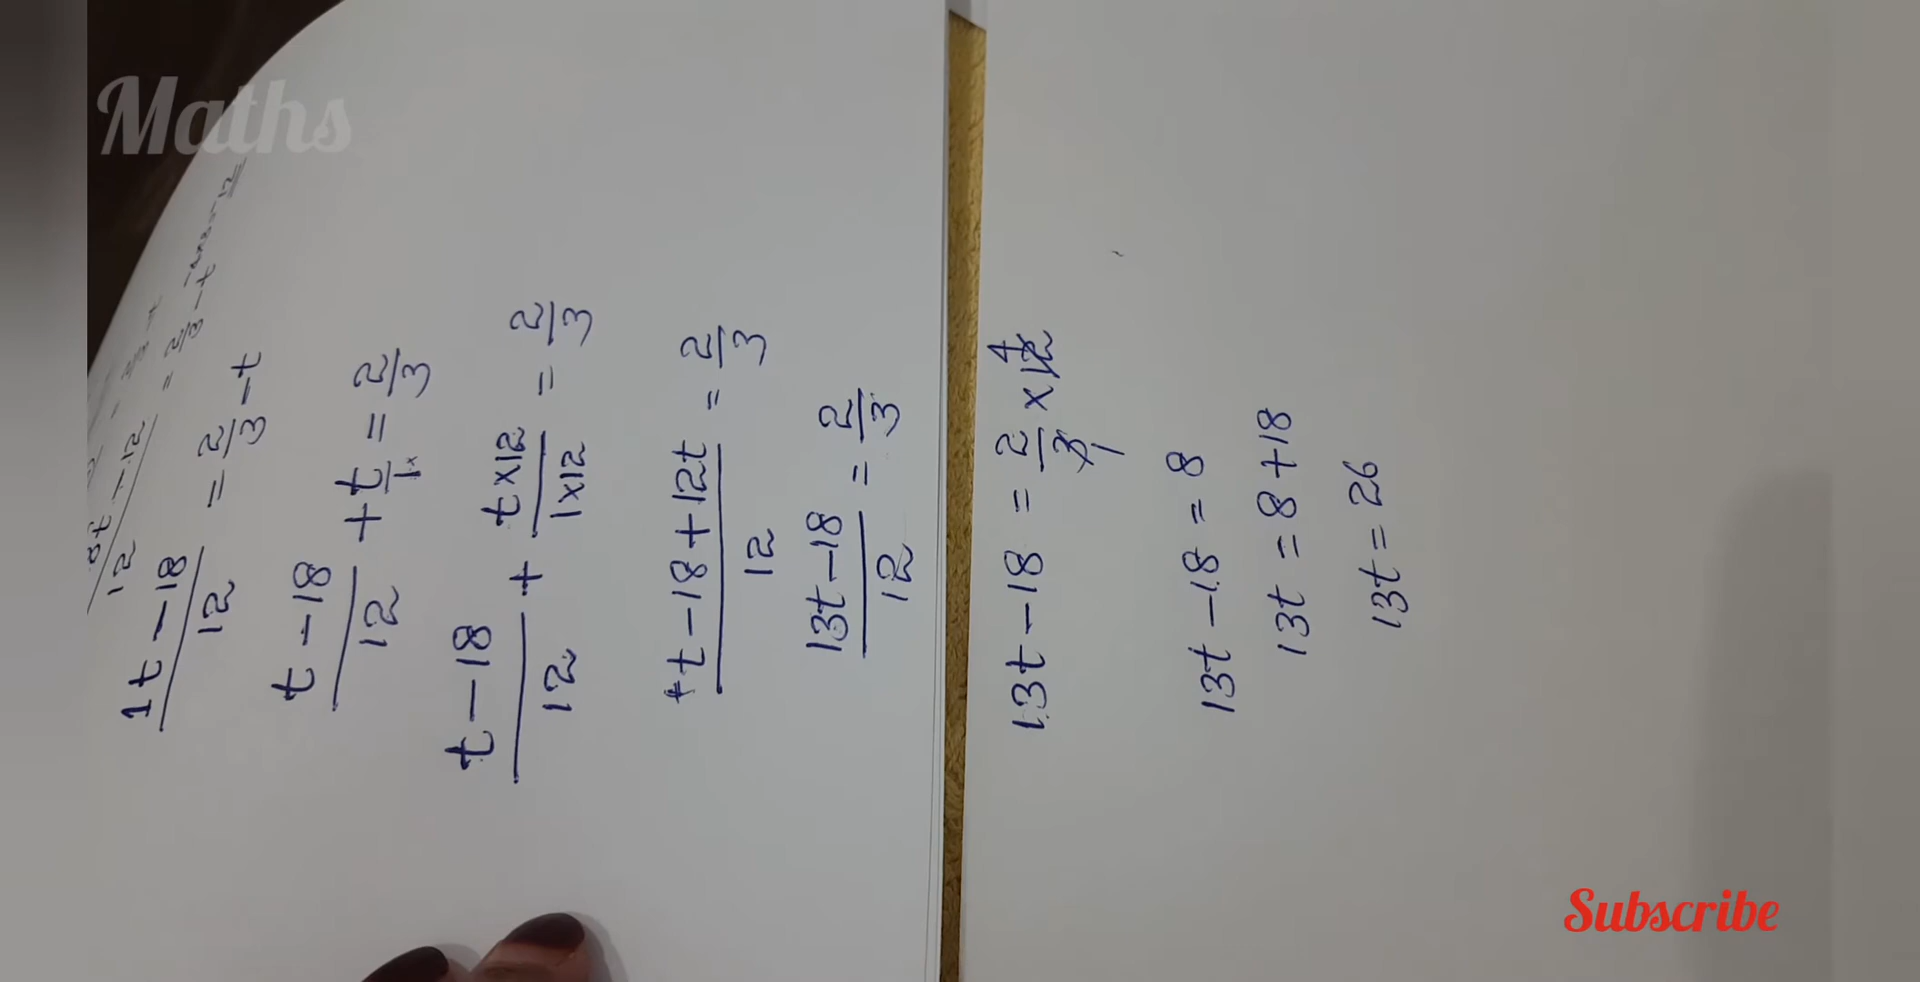 Maths
1t-18/12 = 2/3 - t
t-18/12 + t/1 = 2/3
t-18/12 + t×12/1×12 = 2/3
t-18+12t/12 = 2/3
13t-18/12 = 2/3
13t-18 = 2/3 1 ×12 4
13t-18 = 8
13t = 8+18
13t = 26
Subscribe